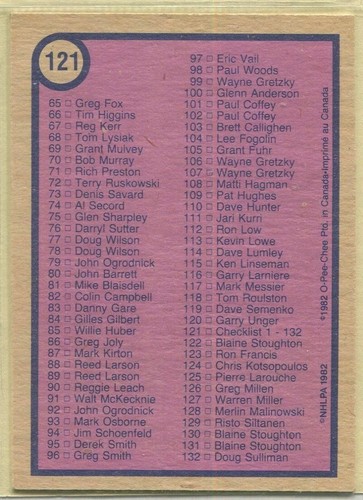 121
65 Greg Fox
66 Tim Higgins
67 Reg Kerr
68 Tom Lysiak
69 Grant Mulvey
70 Bob Murray
71 Rich Preston
72 Terry Ruskowski
73 Denis Savard
74 Al Secord
75 Glen Sharpley
76 Darryl Sutter
77 Doug Wilson
78 Doug Wilson
79 John Ogrodnick
80 John Barrett
81 Mike Blaisdell
82 Colin Campbell
83 Danny Gare
84 Gilles Gilbert
85 Willie Huber
86 Greg Joly
87 Mark Kirton
88 Reed Larson
89 Reed Larson
90 Reggie Leach
91 Walt McKecknie
92 John Ogrodnick
93 Mark Osborne
94 Jim Schoenfeld
95 Derek Smith
96 Greg Smith
97 Eric Vail
98 Paul Woods
99 Wayne Gretzky
100 Glenn Anderson
101 Paul Coffey
102 Paul Coffey
103 Brett Callighen
104 Lee Fogolin
105 Grant Fuhr
106 Wayne Gretzky
107 Wayne Gretzky
108 Matti Hagman
109 Pat Hughes
110 Dave Hunter
111 Jari Kurri
112 Ron Low
113 Kevin Lowe
114 Dave Lumley
115 Ken Linseman
116 Garry Larniere
117 Mark Messier
118 Tom Roulston
119 Dave Semenko
120 Garry Unger
121 Checklist 1 - 132
122 Blaine Stoughton
123 Ron Francis
124 Chris Kotsopoulos
125 Pierre Larouche
126 Greg Millen
127 Warren Miller
128 Merlin Malinowski
129 Risto Siltanen
130 Blaine Stoughton
131 Blaine Stoughton
132 Doug Sulliman
©NHLPA 1982 ©1982 O-Pee-Chee Ptd. in Canada-Imprimé au Canada